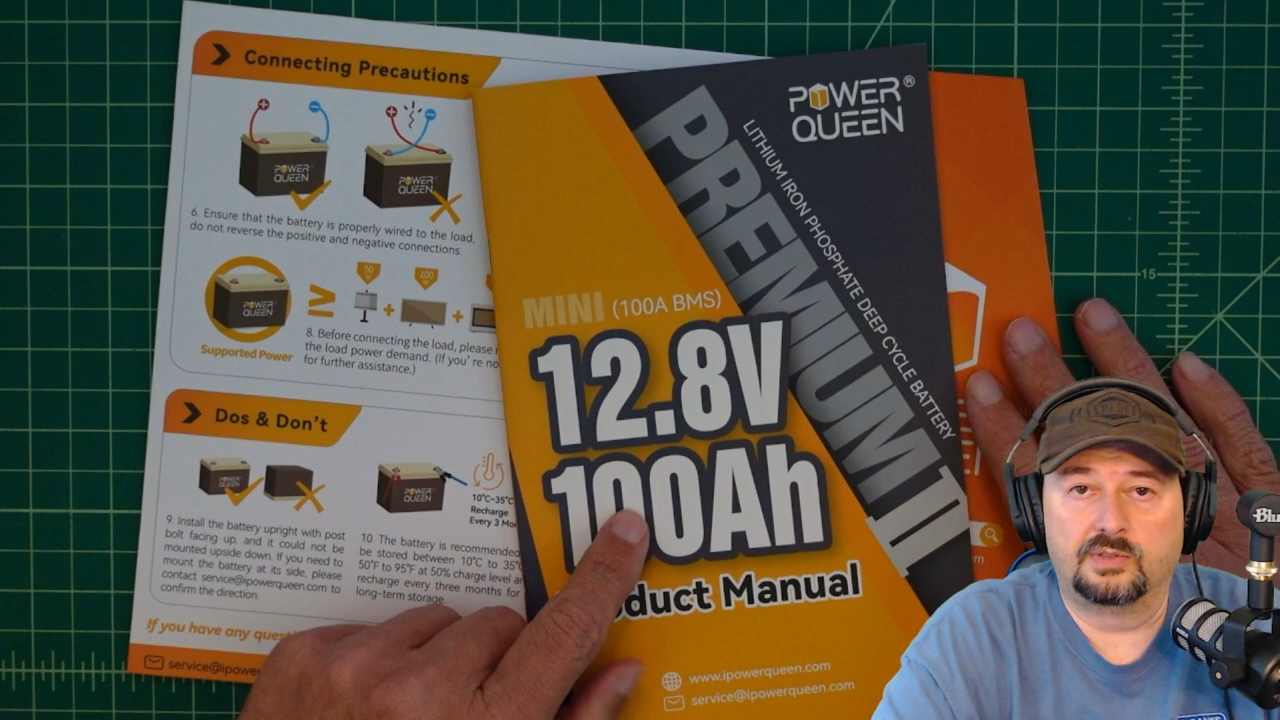 Connecting Precautions
POWER
QUEEN
POWER
QUEEN
6. Ensure that the battery is properly wired to the load,
do not reverse the positive and negative connections.
50
100
POWER
QUEEN
≥
+
+
Supported Power
8. Before connecting the load, please
the load power demand. (If you're no
for further assistance.)
Dos & Don't
POWER
QUEEN
POWER
QUEEN
10°C~35°C
Recharge
Every 3 Mon
9. Install the battery upright with post
bolt facing up, and it could not be
mounted upside down. If you need to
mount the battery at its side, please
contact service@ipowerqueen.com to
confirm the direction.
10. The battery is recommended
be stored between 10°C to 35°C
50°F to 95°F at 50% charge level a
recharge every three months for
long-term storage.
If you have any questi
service@ipowe
POWER®
QUEEN
LITHIUM IRON PHOSPHATE DEEP CYCLE BATTERY
PREMIUM II
MINI (100A BMS)
12.8V
100Ah
oduct Manual
www.ipowerqueen.com
service@ipowerqueen.com
15
Blu